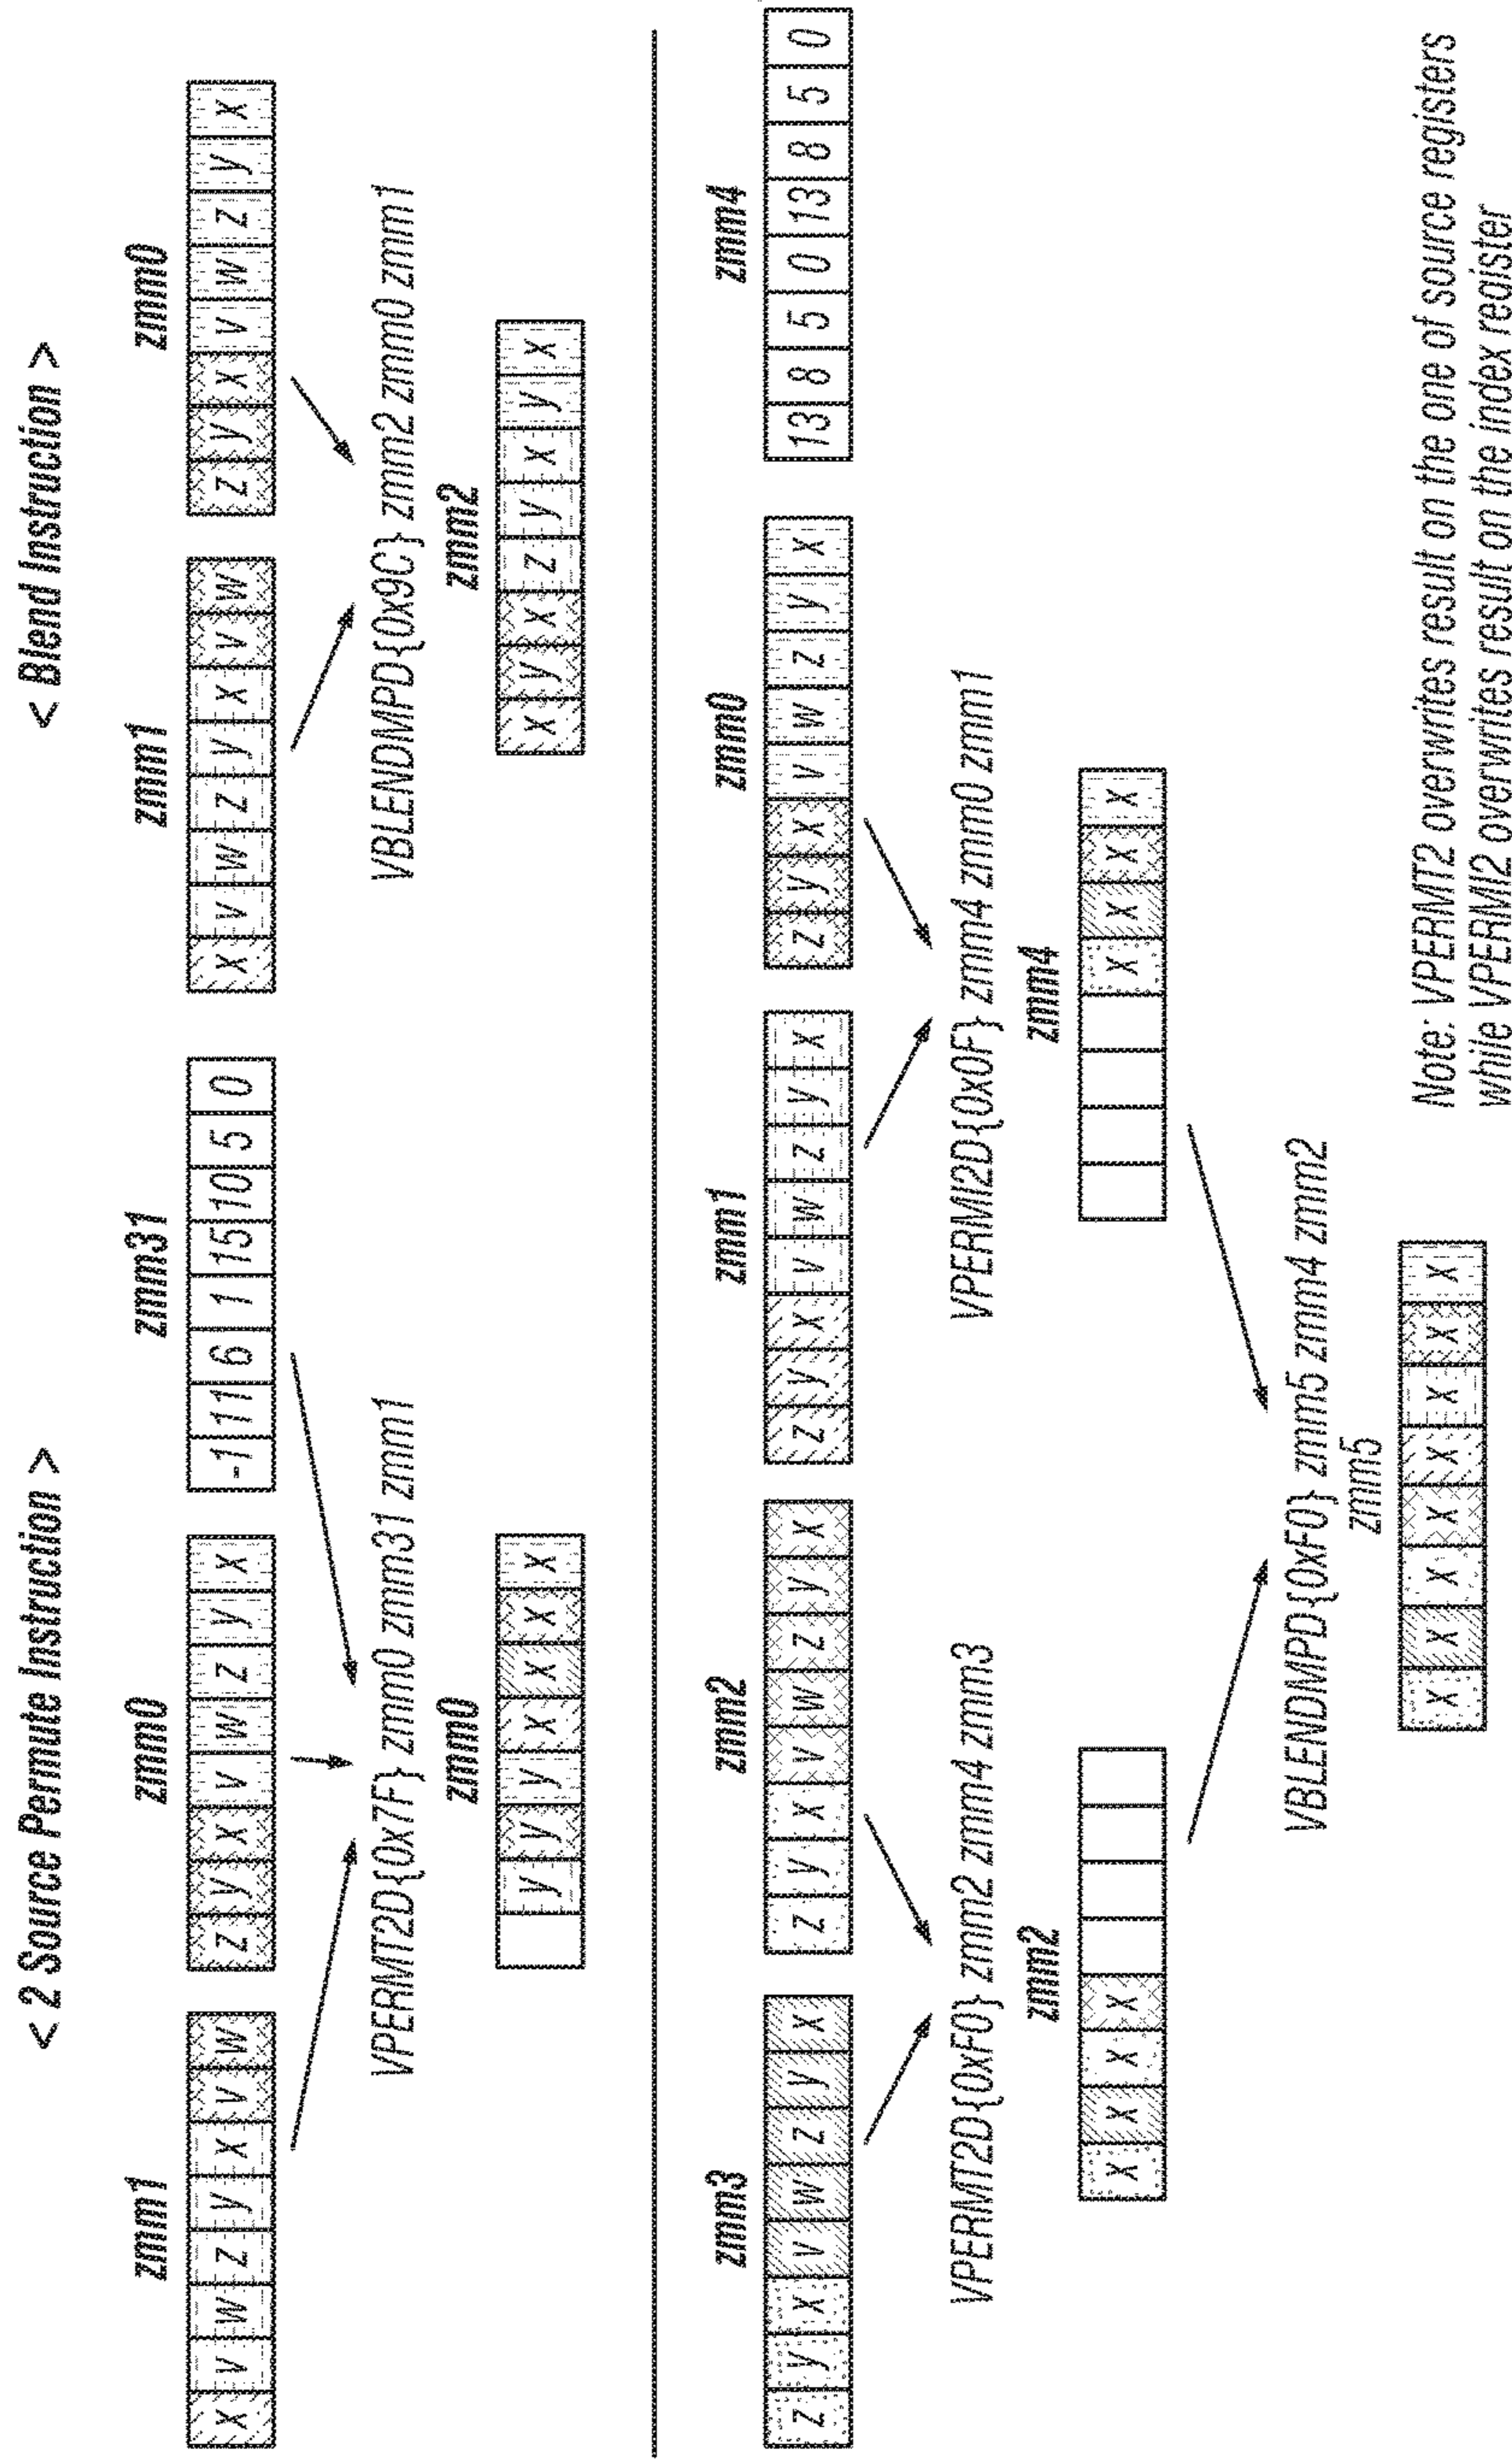 < 2 Source Permute Instruction >
< Blend Instruction >
zmm1 zmm0 zmm31 zmm1 zmm0
x v w z y x v w
z y x v w z y x
-1 11 6 1 15 10 5 0
x v w z y x v w
z y x v w z y x
VPERMT2D{0x7F} zmm0 zmm31 zmm1
VBLENDMPD{0x9C} zmm2 zmm0 zmm1
zmm0 zmm2
y y y x x x x
x y x z y x y x
zmm3 zmm2 zmm1 zmm0 zmm4
z y x v w z y x
z y x v w z y x
z y x v w z y x
z y x v w z y x
13 8 5 0 13 8 5 0
VPERMT2D{0xF0} zmm2 zmm4 zmm3
VPERMI2D{0x0F} zmm4 zmm0 zmm1
zmm2 zmm4
x x x x
x x x x
VBLENDMPD{0xF0} zmm5 zmm4 zmm2
zmm5
x x x x x x x x
Note: VPERMT2 overwrites result on the one of source registers
while VPERMI2 overwrites result on the index register